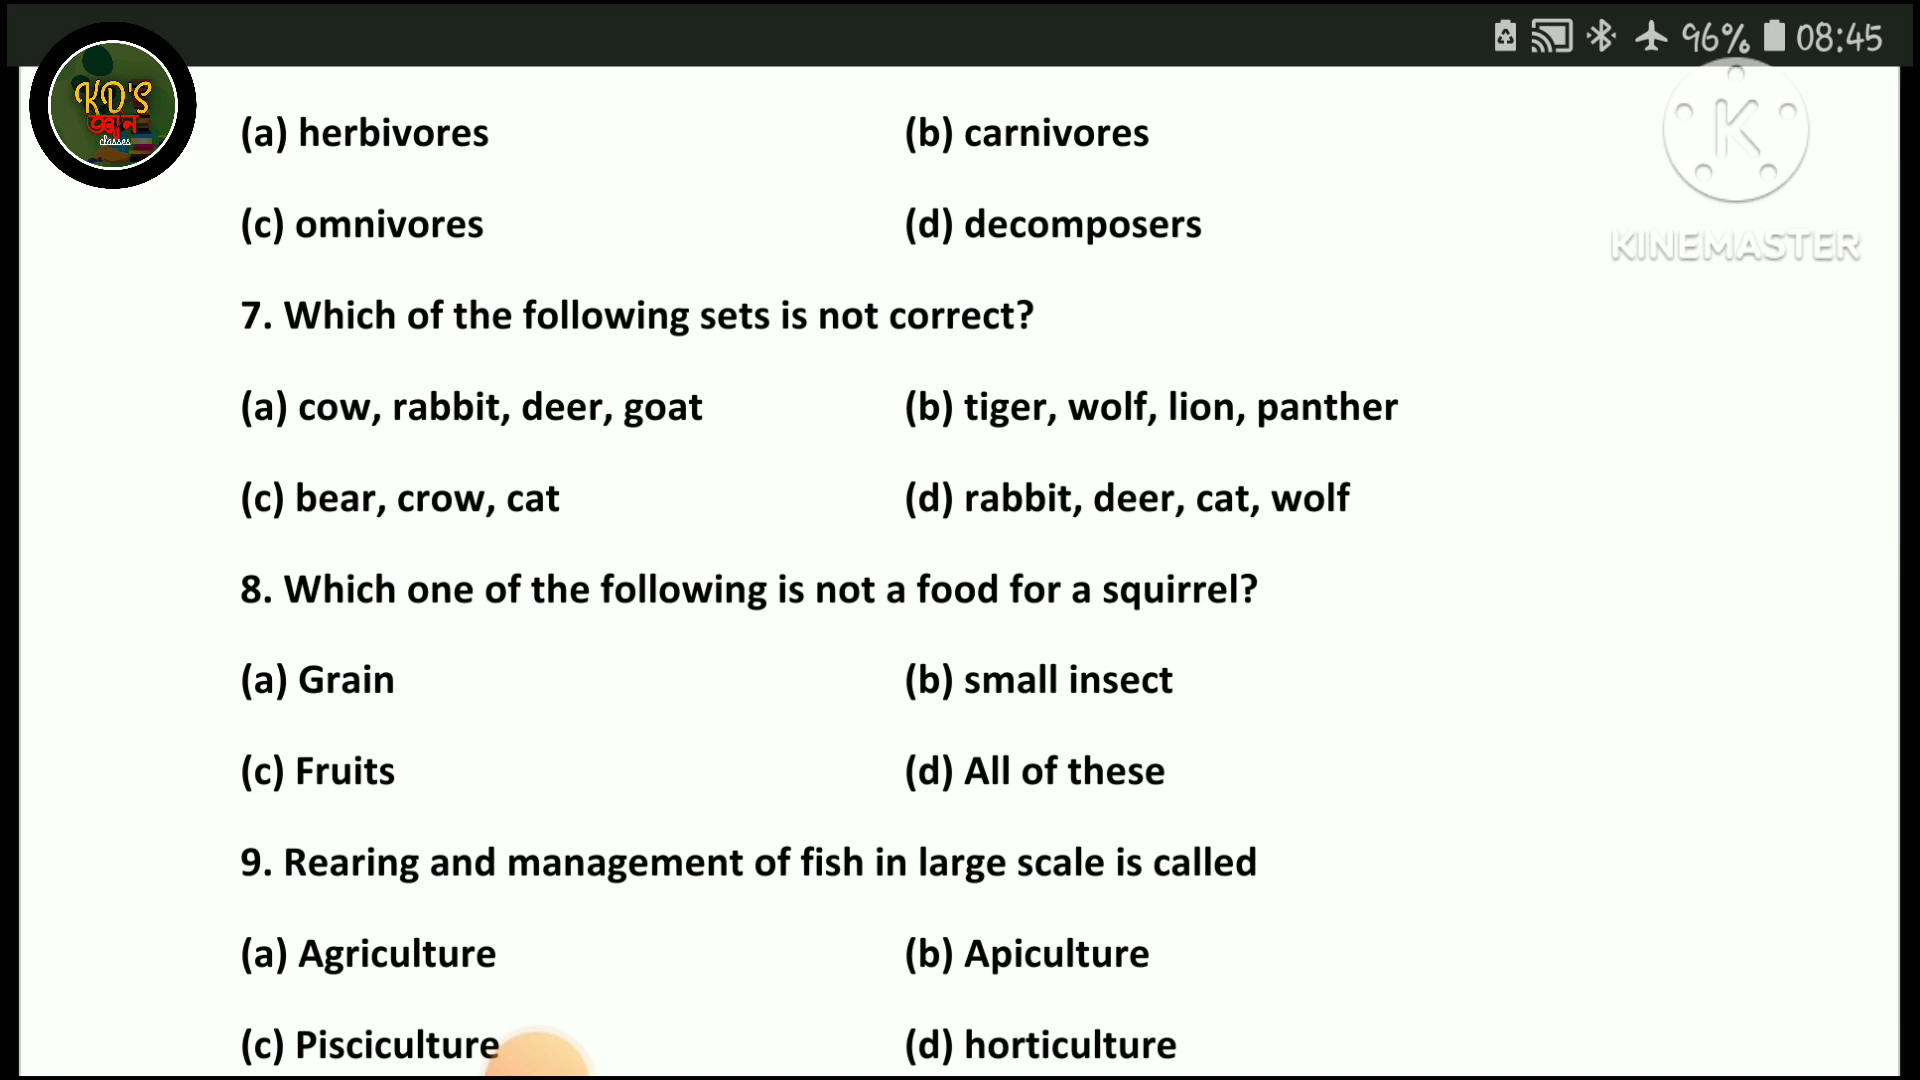 96% 08:45
KD'S
জ্ঞান
classes
(a) herbivores (b) carnivores
(c) omnivores (d) decomposers
KINEMASTER
7. Which of the following sets is not correct?
(a) cow, rabbit, deer, goat (b) tiger, wolf, lion, panther
(c) bear, crow, cat (d) rabbit, deer, cat, wolf
8. Which one of the following is not a food for a squirrel?
(a) Grain (b) small insect
(c) Fruits (d) All of these
9. Rearing and management of fish in large scale is called
(a) Agriculture (b) Apiculture
(c) Pisciculture (d) horticulture